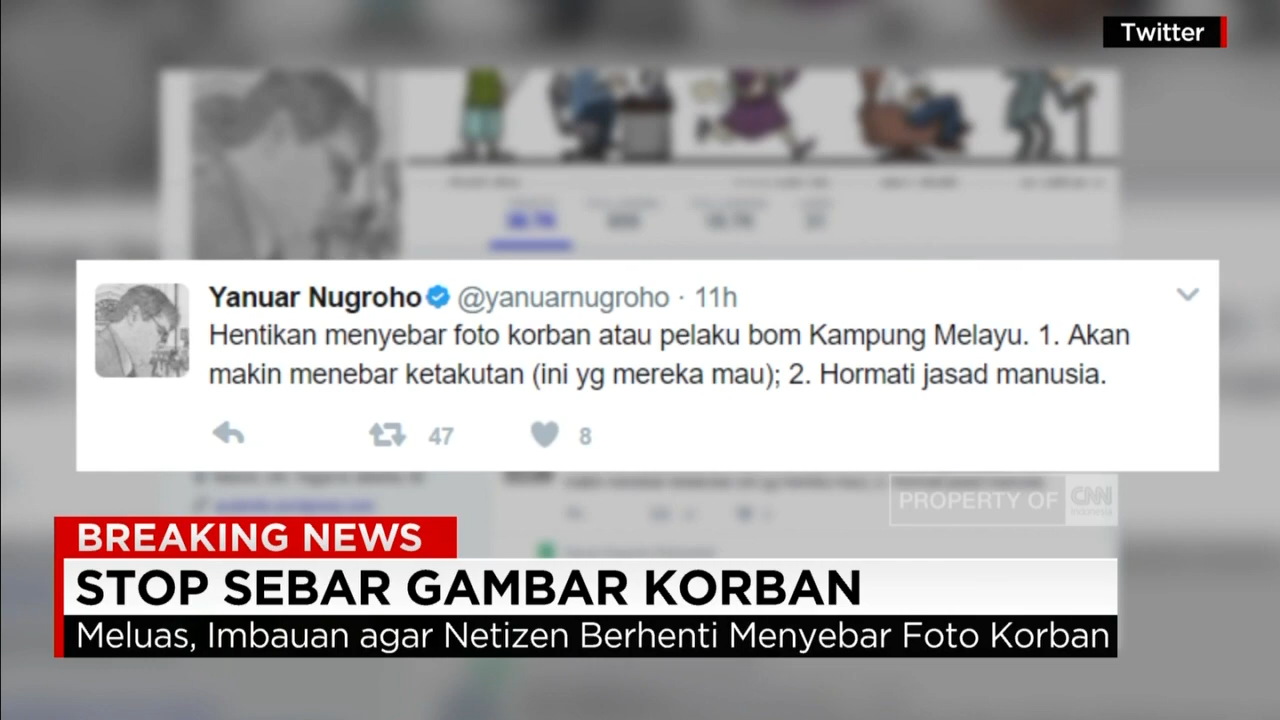 Twitter
Yanuar Nugroho @yanuarnugroho · 11h
Hentikan menyebar foto korban atau pelaku bom Kampung Melayu. 1. Akan
makin menebar ketakutan (ini yg mereka mau); 2. Hormati jasad manusia.
47 8
PROPERTY OF CNN Indonesia
BREAKING NEWS
STOP SEBAR GAMBAR KORBAN
Meluas, Imbauan agar Netizen Berhenti Menyebar Foto Korban